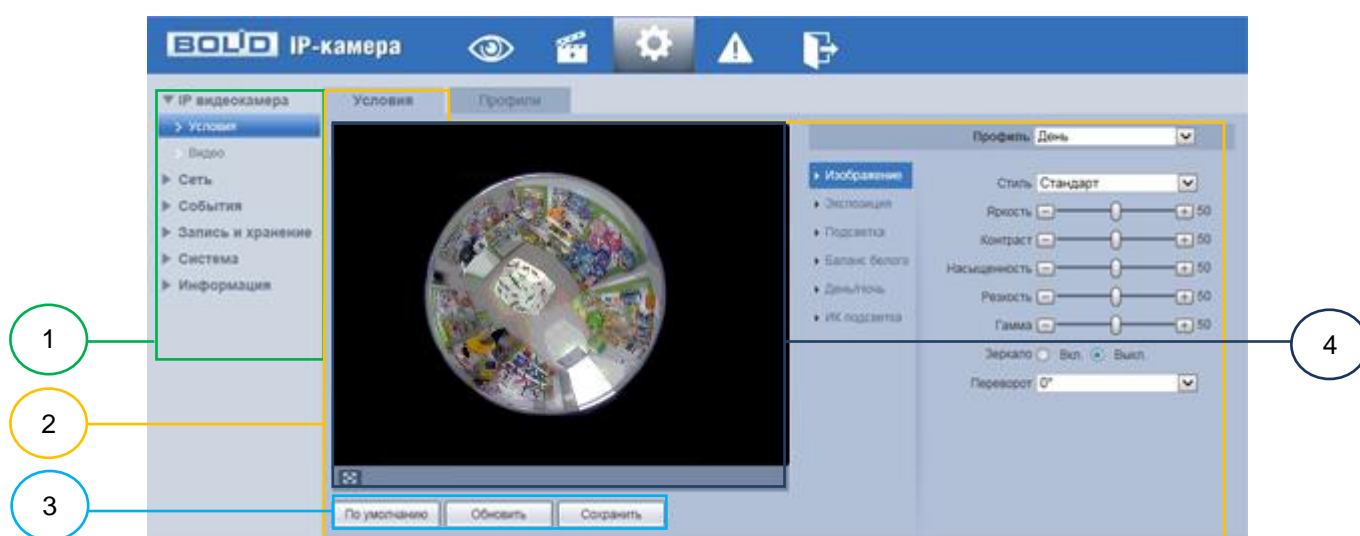 BOLID IP-камера
IP видеокамера
Условия
Видео
Сеть
События
Запись и хранение
Система
Информация
Условия
Профили
Профиль День
Изображение
Экспозиция
Подсветка
Баланс белого
День/Ночь
ИК подсветка
Стиль Стандарт
Яркость 50
Контраст 50
Насыщенность 50
Резкость 50
Гамма 50
Зеркало Вкл. Выкл.
Переворот 0°
По умолчанию Обновить Сохранить
1
2
3
4